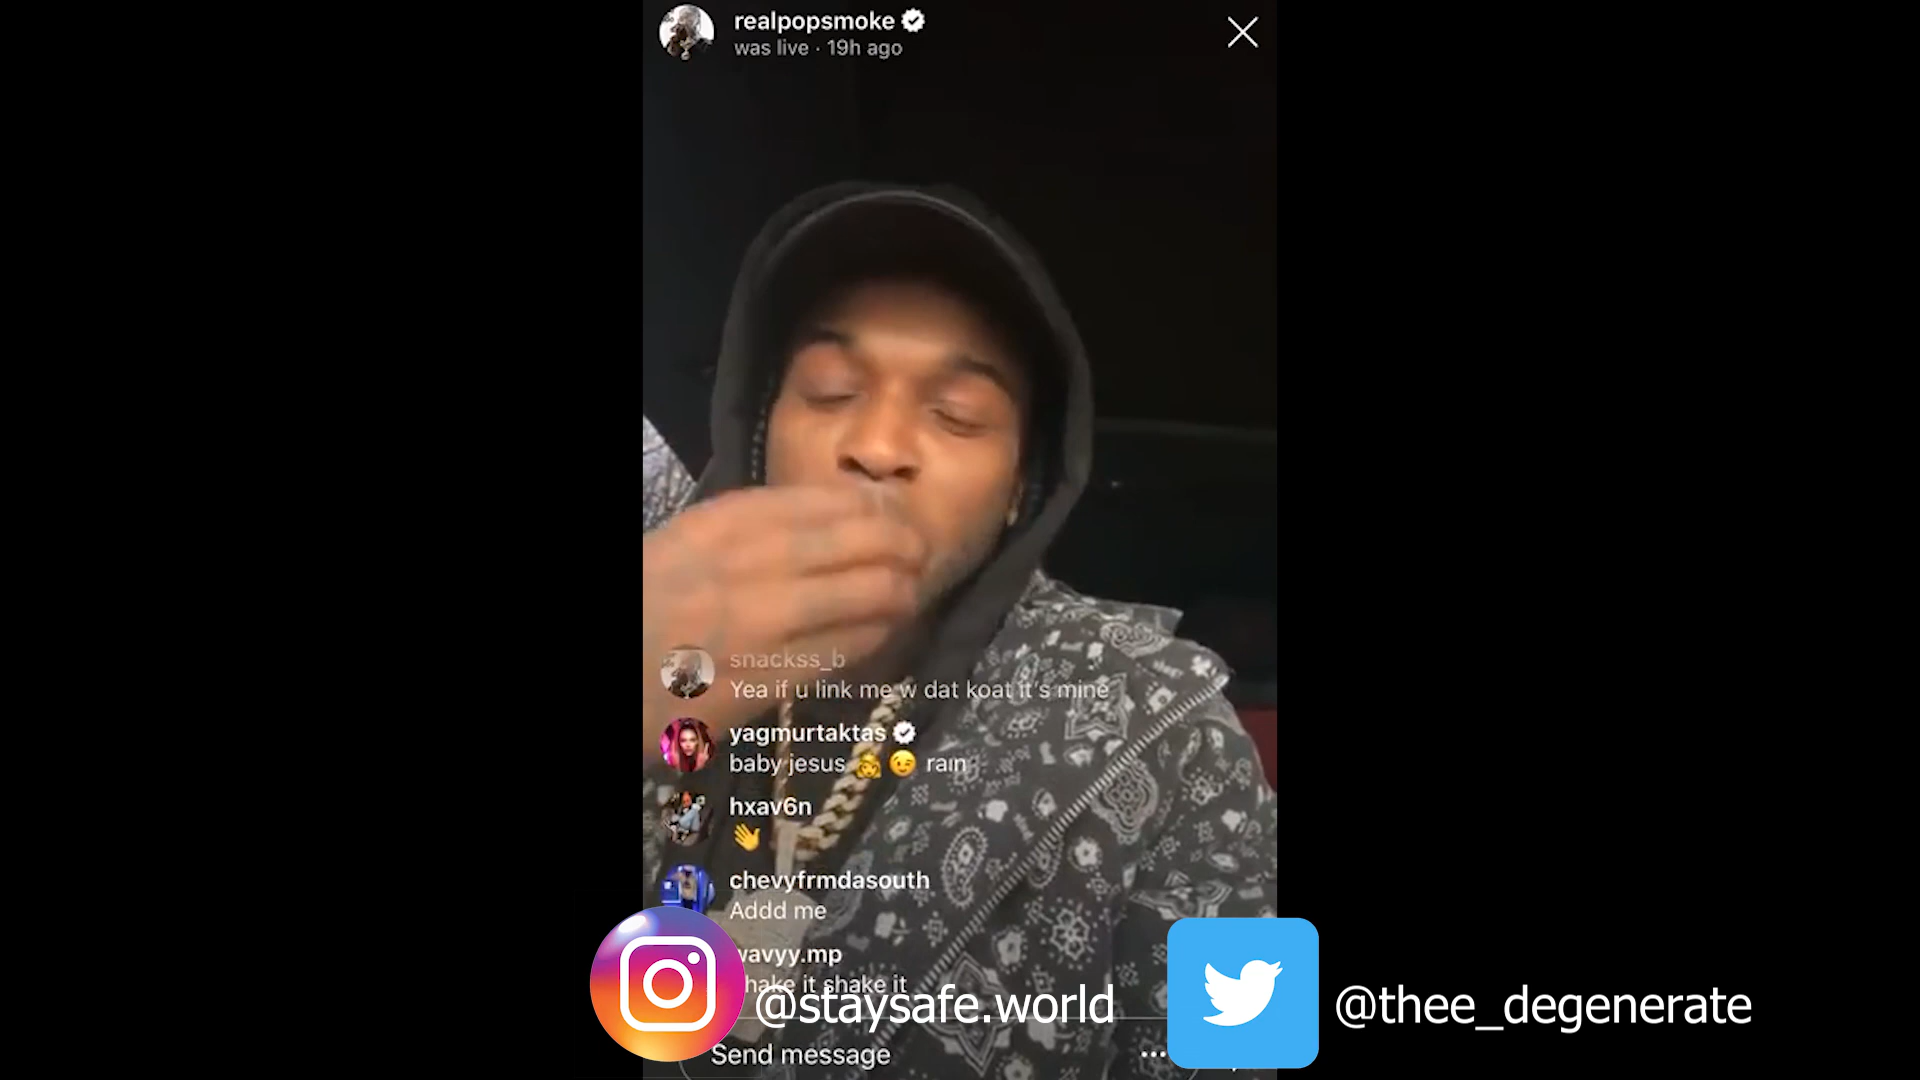 realpopsmoke
was live · 19h ago
snackss_b
Yea if u link me w dat koat it's mine
yagmurtaktas
baby jesus 🙋‍♀️ 😉 rain
hxav6n
👋
chevyfrmdasouth
Addd me
wavyy.mp
hake it shake it
@staysafe.world
@thee_degenerate
Send message